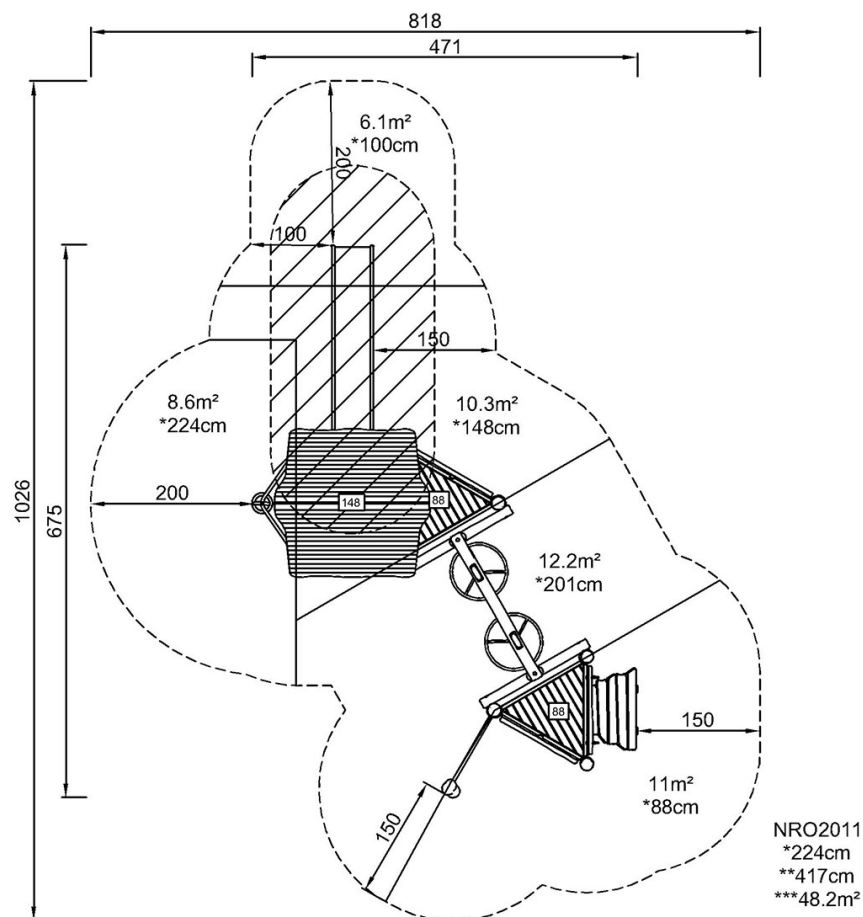 818
471
6.1m²
*100cm
200
100
150
8.6m²
*224cm
10.3m²
*148cm
1026
675
200
148
88
12.2m²
*201cm
88
150
11m²
*88cm
150
NRO2011
*224cm
**417cm
***48.2m²